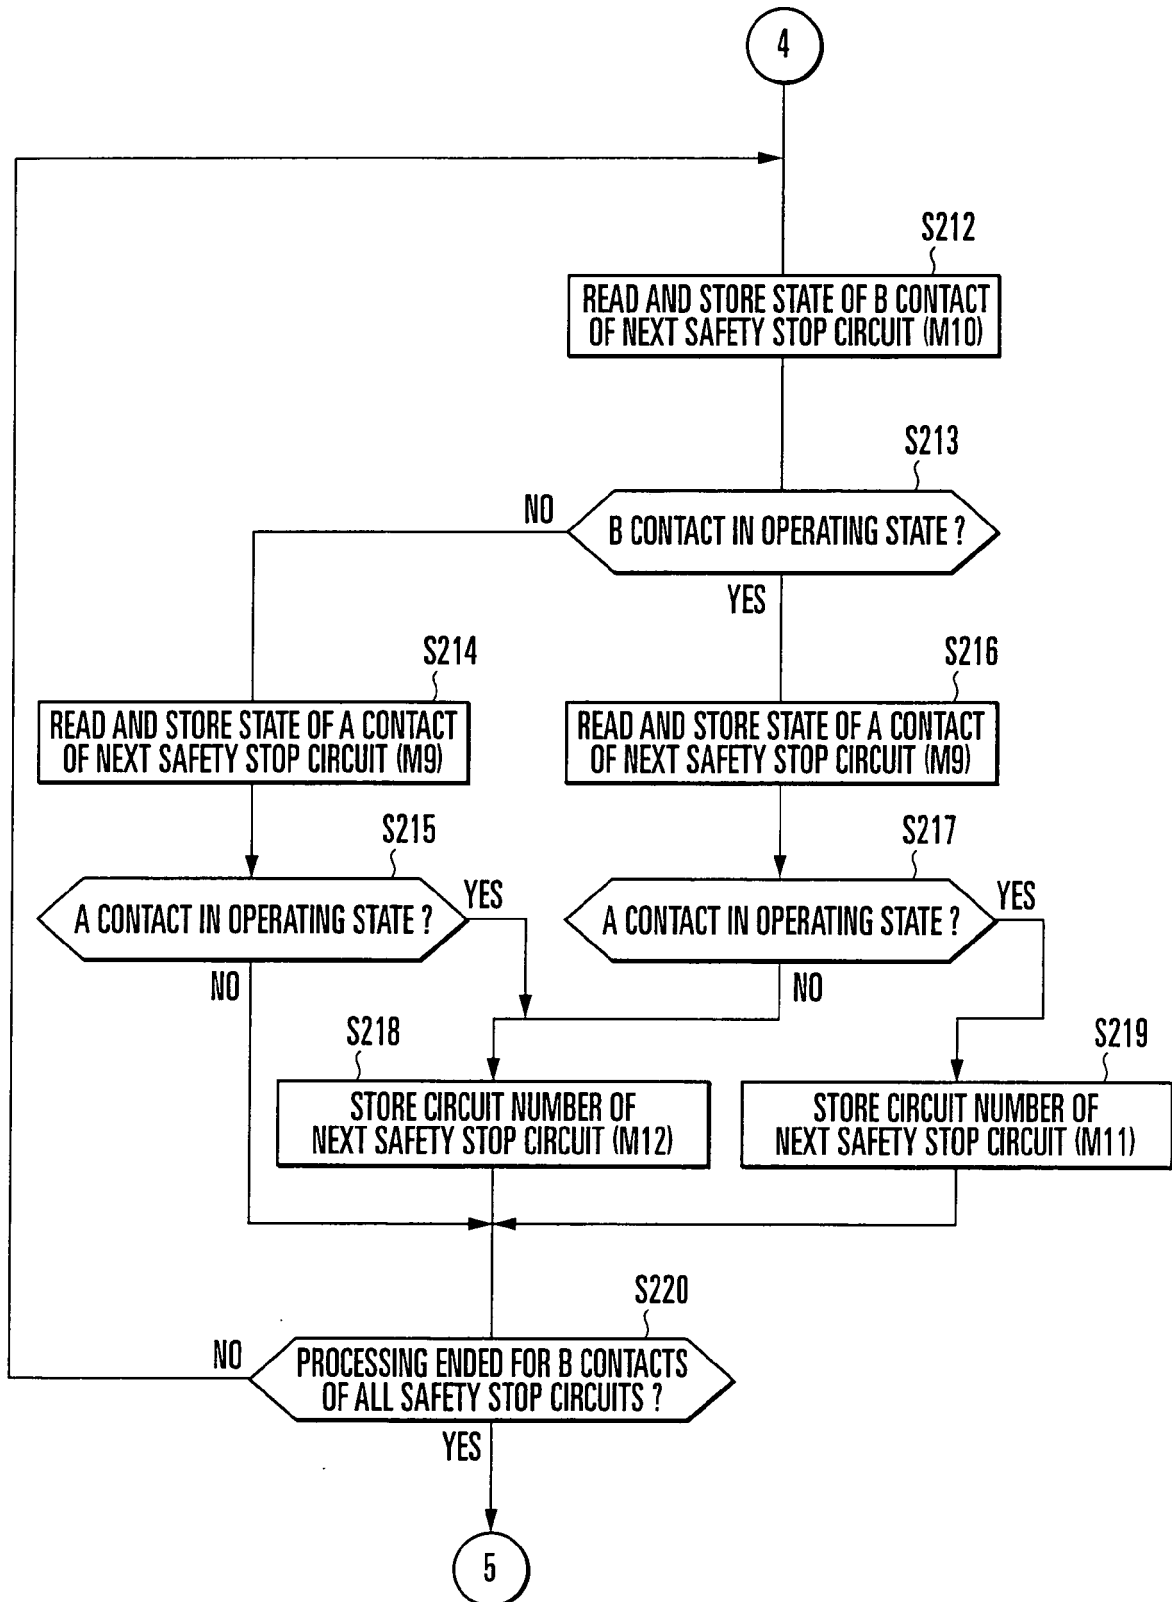 4
S212
READ AND STORE STATE OF B CONTACT
OF NEXT SAFETY STOP CIRCUIT (M10)
S213
NO
B CONTACT IN OPERATING STATE ?
YES
S214
S216
READ AND STORE STATE OF A CONTACT
OF NEXT SAFETY STOP CIRCUIT (M9)
READ AND STORE STATE OF A CONTACT
OF NEXT SAFETY STOP CIRCUIT (M9)
S215
S217
A CONTACT IN OPERATING STATE ?
YES
A CONTACT IN OPERATING STATE ?
YES
NO
NO
S218
S219
STORE CIRCUIT NUMBER OF
NEXT SAFETY STOP CIRCUIT (M12)
STORE CIRCUIT NUMBER OF
NEXT SAFETY STOP CIRCUIT (M11)
S220
NO
PROCESSING ENDED FOR B CONTACTS
OF ALL SAFETY STOP CIRCUITS ?
YES
5